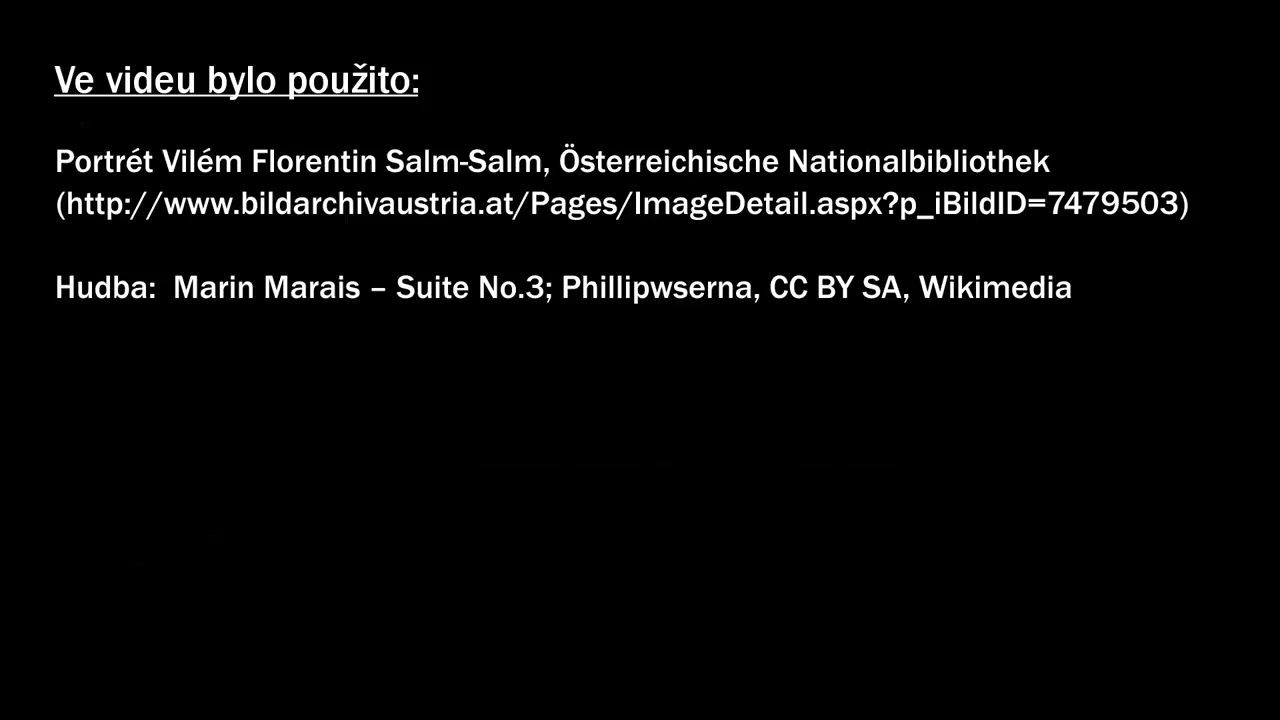 Ve videu bylo použito:
Portrét Vilém Florentin Salm-Salm, Österreichische Nationalbibliothek
(http://www.bildarchivaustria.at/Pages/ImageDetail.aspx?p_iBildID=7479503)
Hudba:  Marin Marais – Suite No.3; Phillipwserna, CC BY SA, Wikimedia